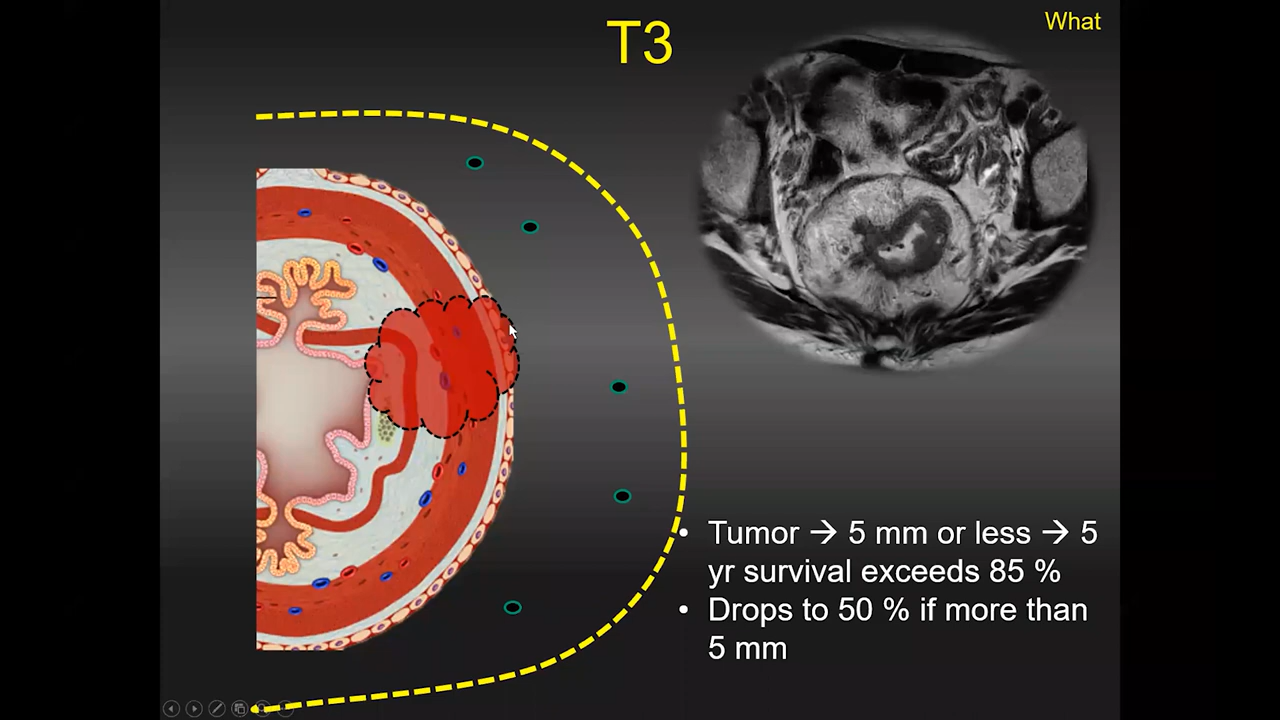 What
T3
• Tumor → 5 mm or less → 5
yr survival exceeds 85 %
• Drops to 50 % if more than
5 mm